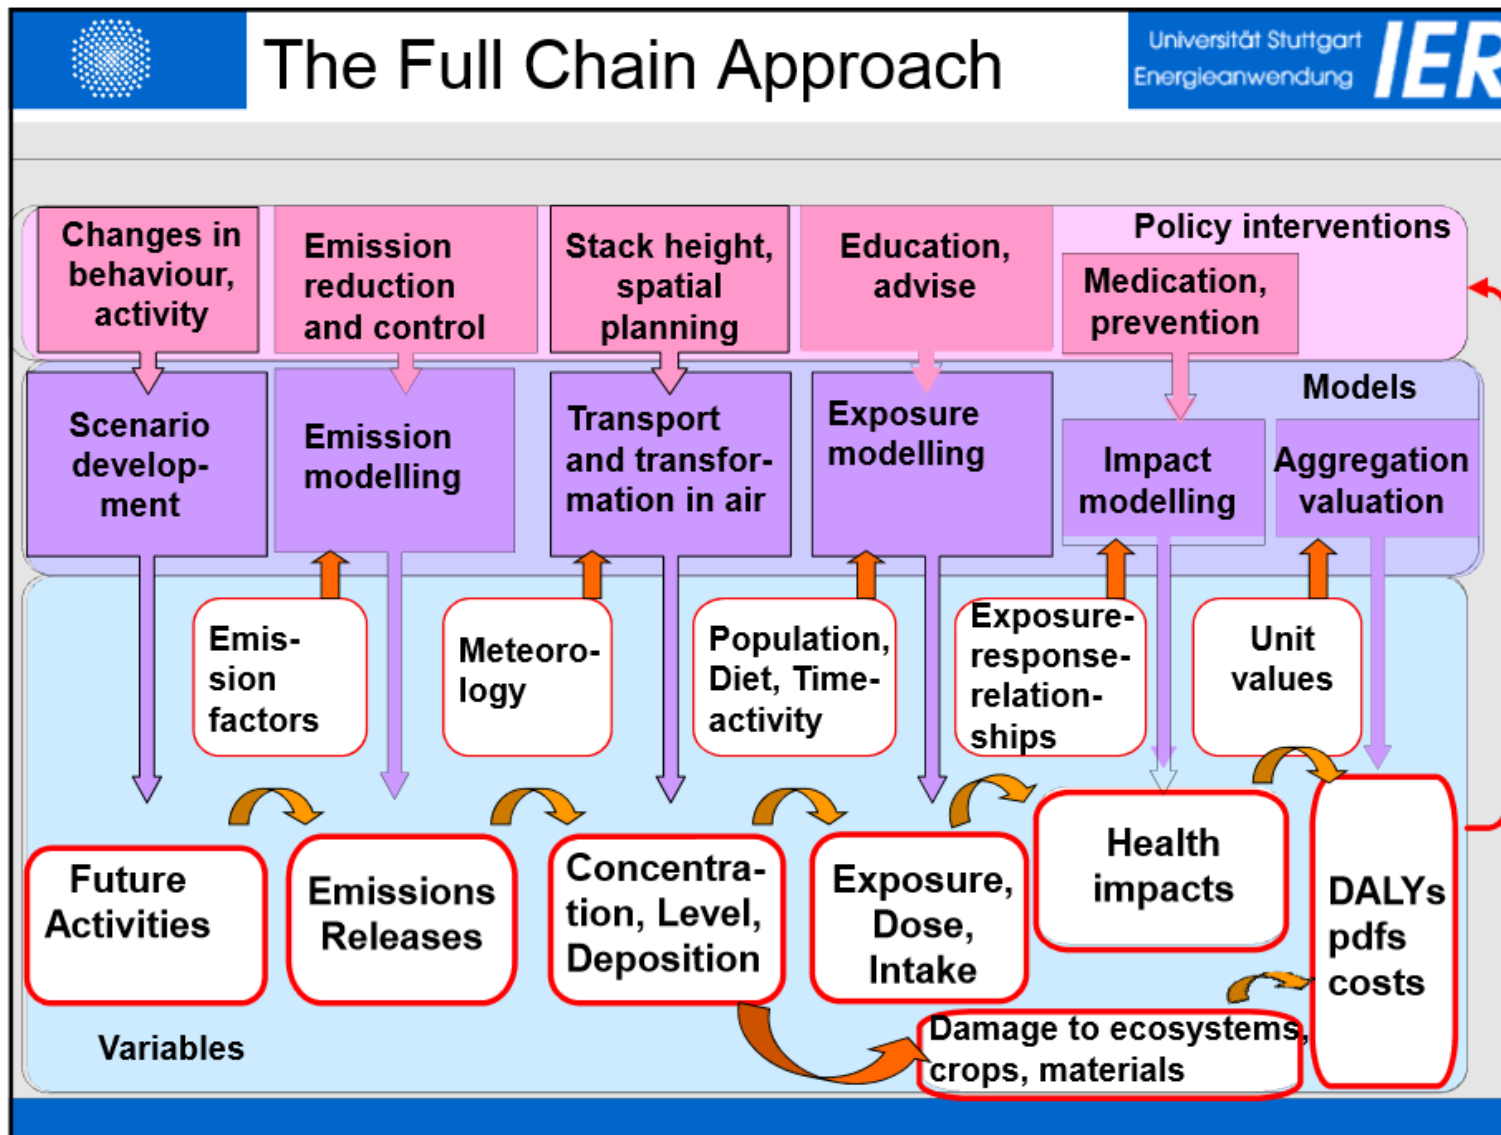 The Full Chain Approach
Universität Stuttgart
Energieanwendung
IER
Policy interventions
Changes in
behaviour,
activity
Emission
reduction
and control
Stack height,
spatial
planning
Education,
advise
Medication,
prevention
Models
Scenario
develop-
ment
Emission
modelling
Transport
and transfor-
mation in air
Exposure
modelling
Impact
modelling
Aggregation
valuation
Emis-
sion
factors
Meteoro-
logy
Population,
Diet, Time-
activity
Exposure-
response-
relation-
ships
Unit
values
Future
Activities
Emissions
Releases
Concentra-
tion, Level,
Deposition
Exposure,
Dose,
Intake
Health
impacts
DALYs
pdfs
costs
Damage to ecosystems,
crops, materials
Variables